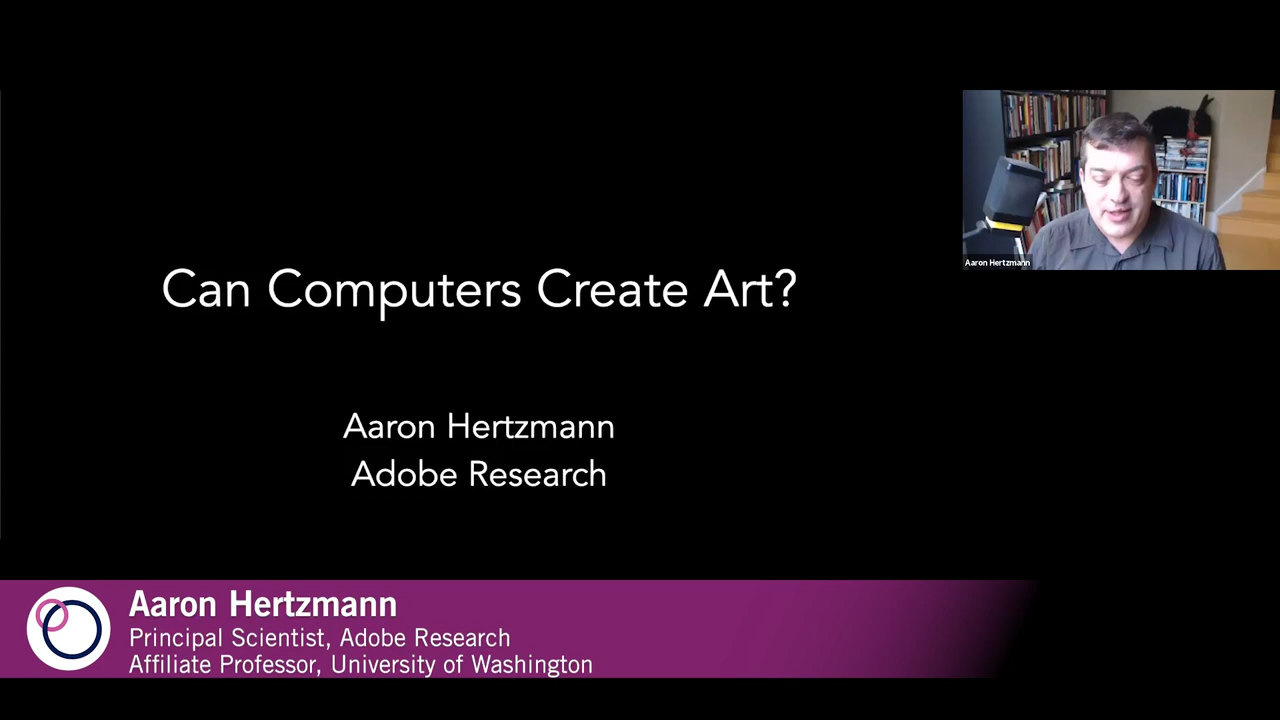 Can Computers Create Art?
Aaron Hertzmann
Adobe Research
Aaron Hertzmann
Aaron Hertzmann
Principal Scientist, Adobe Research
Affiliate Professor, University of Washington